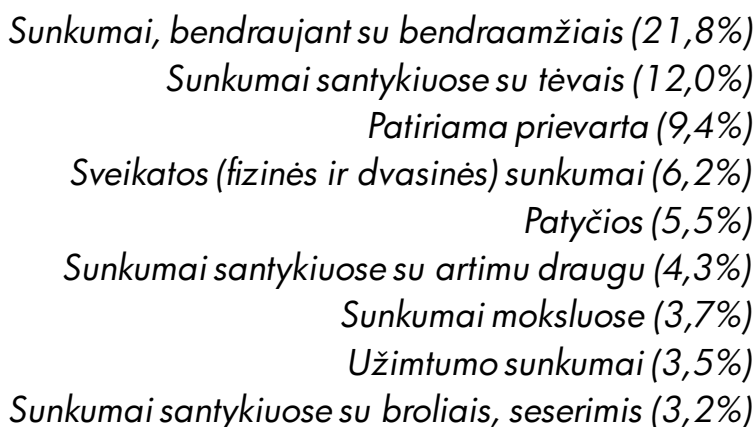 Sunkumai, bendraujant su bendraamžiais (21,8%)
Sunkumai santykiuose su tėvais (12,0%)
Patiriama prievarta (9,4%)
Sveikatos (fizinės ir dvasinės) sunkumai (6,2%)
Patyčios (5,5%)
Sunkumai santykiuose su artimu draugu (4,3%)
Sunkumai moksluose (3,7%)
Užimtumo sunkumai (3,5%)
Sunkumai santykiuose su broliais, seserimis (3,2%)